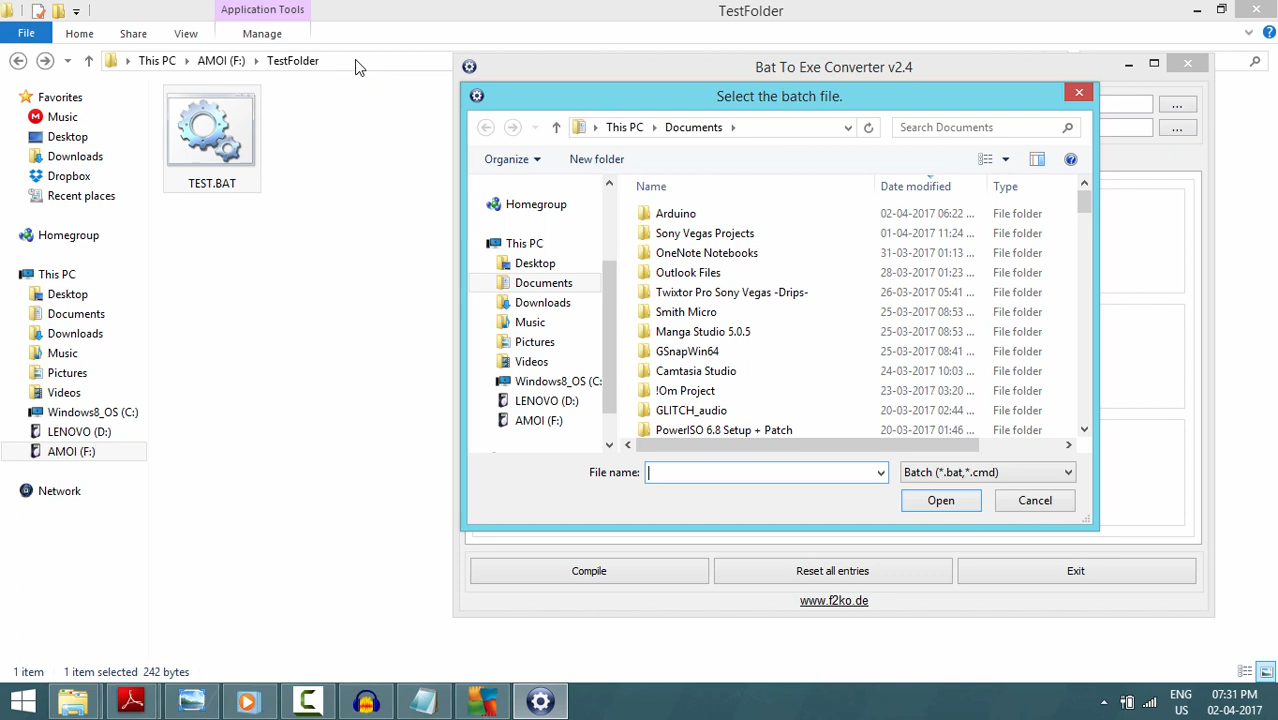 Application Tools
TestFolder
File
Home
Share
View
Manage
This PC
AMOI (F:)
TestFolder
Favorites
Music
Desktop
Downloads
Dropbox
Recent places
Homegroup
This PC
Desktop
Documents
Downloads
Music
Pictures
Videos
Windows8_OS (C:)
LENOVO (D:)
AMOI (F:)
Network
TEST.BAT
Bat To Exe Converter v2.4
...
...
Select the batch file.
This PC
Documents
Search Documents
Organize
New folder
Homegroup
This PC
Desktop
Documents
Downloads
Music
Pictures
Videos
Windows8_OS (C:
LENOVO (D:)
AMOI (F:)
Name Date modified Type
Arduino 02-04-2017 06:22 ... File folder
Sony Vegas Projects 01-04-2017 11:24 ... File folder
OneNote Notebooks 31-03-2017 01:13 ... File folder
Outlook Files 28-03-2017 01:23 ... File folder
Twixtor Pro Sony Vegas -Drips- 26-03-2017 05:41 ... File folder
Smith Micro 25-03-2017 08:53 ... File folder
Manga Studio 5.0.5 25-03-2017 08:53 ... File folder
GSnapWin64 25-03-2017 08:41 ... File folder
Camtasia Studio 24-03-2017 10:03 ... File folder
!Om Project 23-03-2017 03:20 ... File folder
GLITCH_audio 20-03-2017 02:44 ... File folder
PowerISO 6.8 Setup + Patch 20-03-2017 01:46 ... File folder
File name:
Batch (*.bat,*.cmd)
Open
Cancel
Compile
Reset all entries
Exit
www.f2ko.de
1 item
1 item selected 242 bytes
ENG
US
07:31 PM
02-04-2017